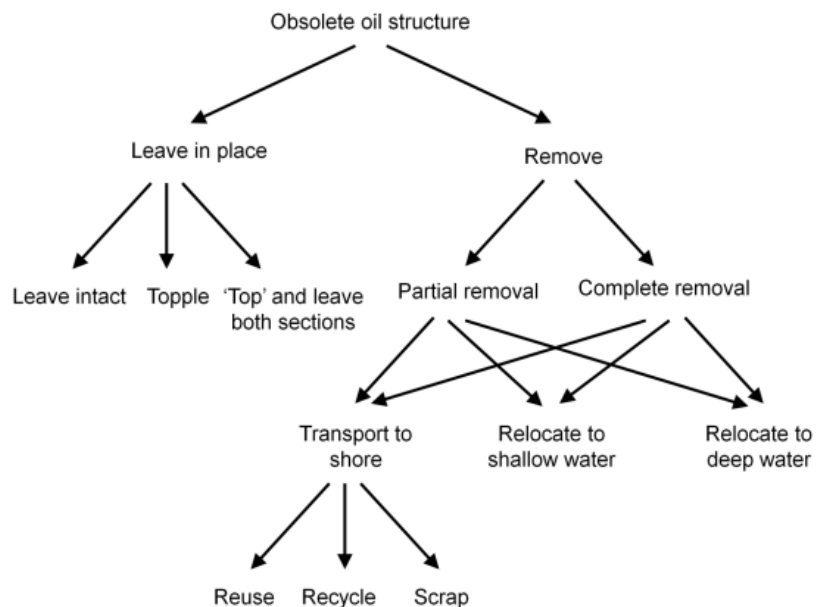 Obsolete oil structure
Leave in place
Remove
Leave intact
Topple
‘Top’ and leave
both sections
Partial removal
Complete removal
Transport to
shore
Relocate to
shallow water
Relocate to
deep water
Reuse
Recycle
Scrap